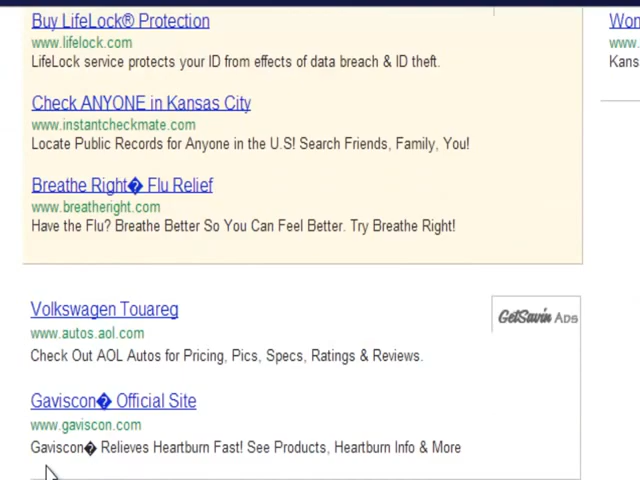 Buy LifeLock® Protection
www.lifelock.com
LifeLock service protects your ID from effects of data breach & ID theft.
Check ANYONE in Kansas City
www.instantcheckmate.com
Locate Public Records for Anyone in the U.S! Search Friends, Family, You!
Breathe Right� Flu Relief
www.breatheright.com
Have the Flu? Breathe Better So You Can Feel Better. Try Breathe Right!
Volkswagen Touareg
www.autos.aol.com
Check Out AOL Autos for Pricing, Pics, Specs, Ratings & Reviews.
GetSavin ADS
Gaviscon� Official Site
www.gaviscon.com
Gaviscon� Relieves Heartburn Fast! See Products, Heartburn Info & More
Won
www.
Kans